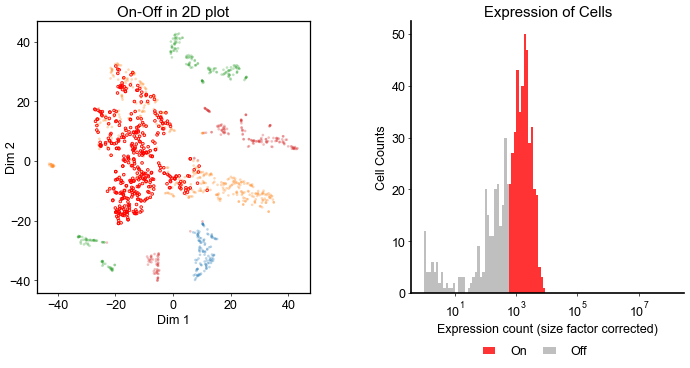 On-Off in 2D plot
40
20
0
−20
−40
Dim 2
−40 −20 0 20 40
Dim 1
Expression of Cells
50
40
30
20
10
0
Cell Counts
10^1 10^3 10^5 10^7
Expression count (size factor corrected)
On Off